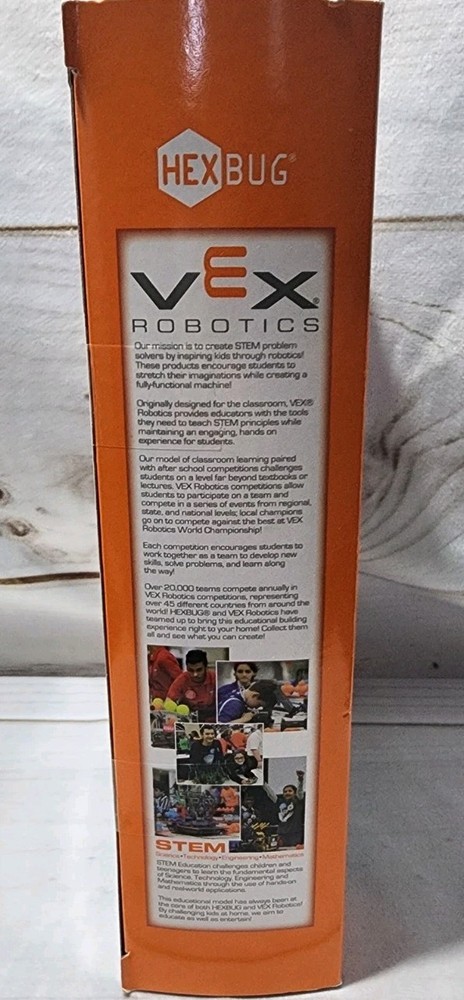 HEXBUG®
VEX®
ROBOTICS
Our mission is to create STEM problem
solvers by inspiring kids through robotics!
These products encourage students to
stretch their imaginations while creating a
fully-functional machine!
Originally designed for the classroom, VEX®
Robotics provides educators with the tools
they need to teach STEM principles while
maintaining an engaging, hands on
experience for students.
Our model of classroom learning paired
with after school competitions challenges
students on a level far beyond textbooks or
lectures. VEX Robotics competitions allow
students to participate on a team and
compete in a series of events from regional,
state, and national levels; local champions
go on to compete against the best at VEX
Robotics World Championship!
Each competition encourages students to
work together as a team to develop new
skills, solve problems, and learn along
the way!
Over 20,000 teams compete annually in
VEX Robotics competitions, representing
over 45 different countries from around the
world! HEXBUG® and VEX Robotics have
teamed up to bring this educational building
experience right to your home! Collect them
all and see what you can create!
STEM
Science•Technology•Engineering•Mathematics
STEM Education challenges children and
teenagers to learn the fundamental aspects
of Science, Technology, Engineering and
Mathematics through the use of hands-on
and real-world applications.
This educational model has always been at
the core of both HEXBUG and VEX Robotics!
By challenging kids at home, we aim to
educate as well as entertain!